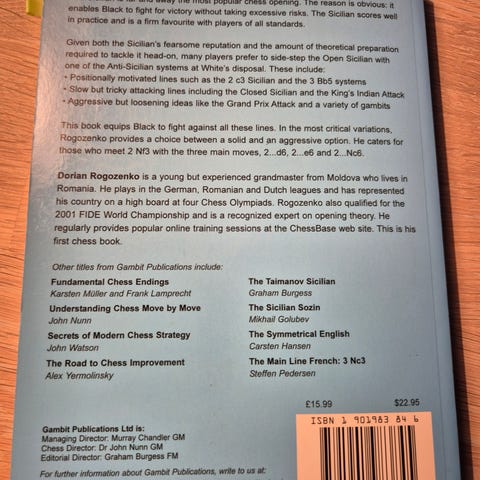 is far and away the most popular chess opening. The reason is obvious: it
enables Black to fight for victory without taking excessive risks. The Sicilian scores well
in practice and is a firm favourite with players of all standards.
Given both the Sicilian's fearsome reputation and the amount of theoretical preparation
required to tackle it head-on, many players prefer to side-step the Open Sicilian with
one of the Anti-Sicilian systems at White's disposal. These include:
• Positionally motivated lines such as the 2 c3 Sicilian and the 3 Bb5 systems
• Slow but tricky attacking lines including the Closed Sicilian and the King's Indian Attack
• Aggressive but loosening ideas like the Grand Prix Attack and a variety of gambits
This book equips Black to fight against all these lines. In the most critical variations,
Rogozenko provides a choice between a solid and an aggressive option. He caters for
those who meet 2 Nf3 with the three main moves, 2...d6, 2...e6 and 2...Nc6.
Dorian Rogozenko is a young but experienced grandmaster from Moldova who lives in
Romania. He plays in the German, Romanian and Dutch leagues and has represented
his country on a high board at four Chess Olympiads. Rogozenko also qualified for the
2001 FIDE World Championship and is a recognized expert on opening theory. He
regularly provides popular online training sessions at the ChessBase web site. This is his
first chess book.
Other titles from Gambit Publications include:
Fundamental Chess Endings
Karsten Müller and Frank Lamprecht
Understanding Chess Move by Move
John Nunn
Secrets of Modern Chess Strategy
John Watson
The Road to Chess Improvement
Alex Yermolinsky
The Taimanov Sicilian
Graham Burgess
The Sicilian Sozin
Mikhail Golubev
The Symmetrical English
Carsten Hansen
The Main Line French: 3 Nc3
Steffen Pedersen
£15.99 $22.95
ISBN 1 901983 84 6
Gambit Publications Ltd is:
Managing Director: Murray Chandler GM
Chess Director: Dr John Nunn GM
Editorial Director: Graham Burgess FM
For further information about Gambit Publications, write to us at: